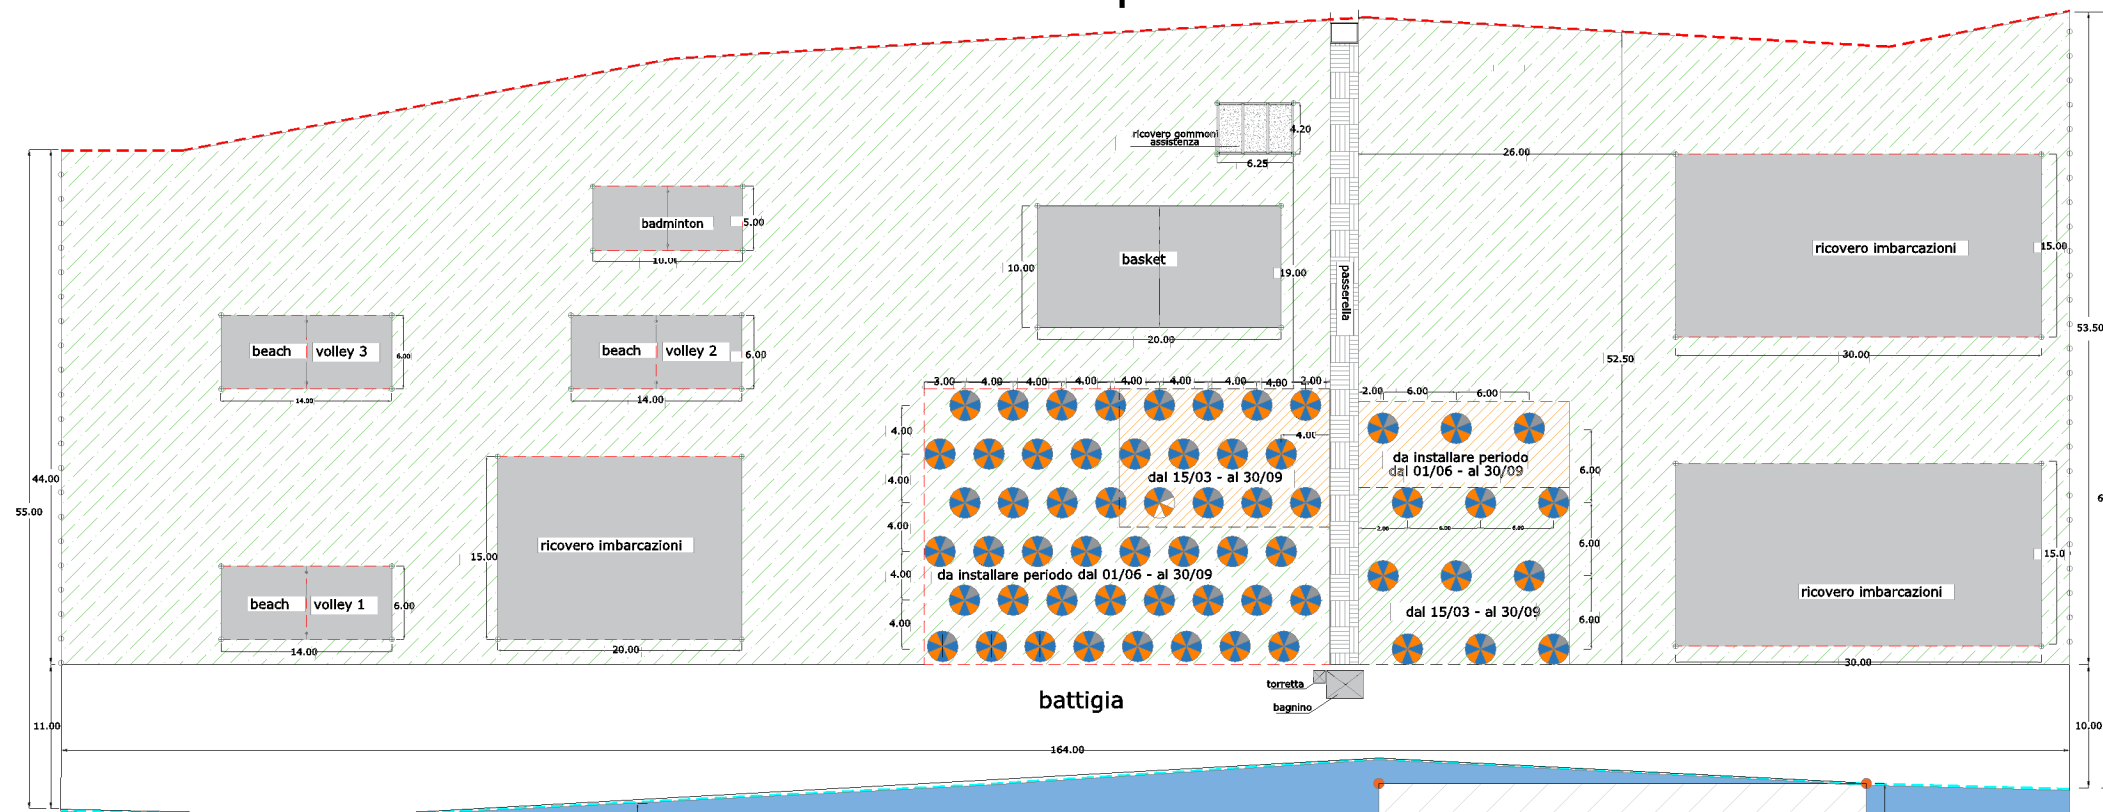 4.20
ricovero gommoni
assistenza
6.25
26.00
badminton
5.00
10.00
basket
10.00
19.00
20.00
passerella
ricovero imbarcazioni
15.00
30.00
53.50
52.50
beach volley 3
6.00
14.00
beach volley 2
6.00
14.00
3.00 4.00 4.00 4.00 4.00 4.00 4.00 4.00 2.00
2.00 6.00 6.00
4.00
4.00
4.00
4.00
4.00
4.00
dal 15/03 - al 30/09
da installare periodo
dal 01/06 - al 30/09
6.00
6.00
6.00
2.00 6.00 6.00
44.00
55.00
15.00
ricovero imbarcazioni
20.00
da installare periodo dal 01/06 - al 30/09
dal 15/03 - al 30/09
ricovero imbarcazioni
15.0
30.00
beach volley 1
6.00
14.00
torretta
bagnino
battigia
11.00
10.00
164.00